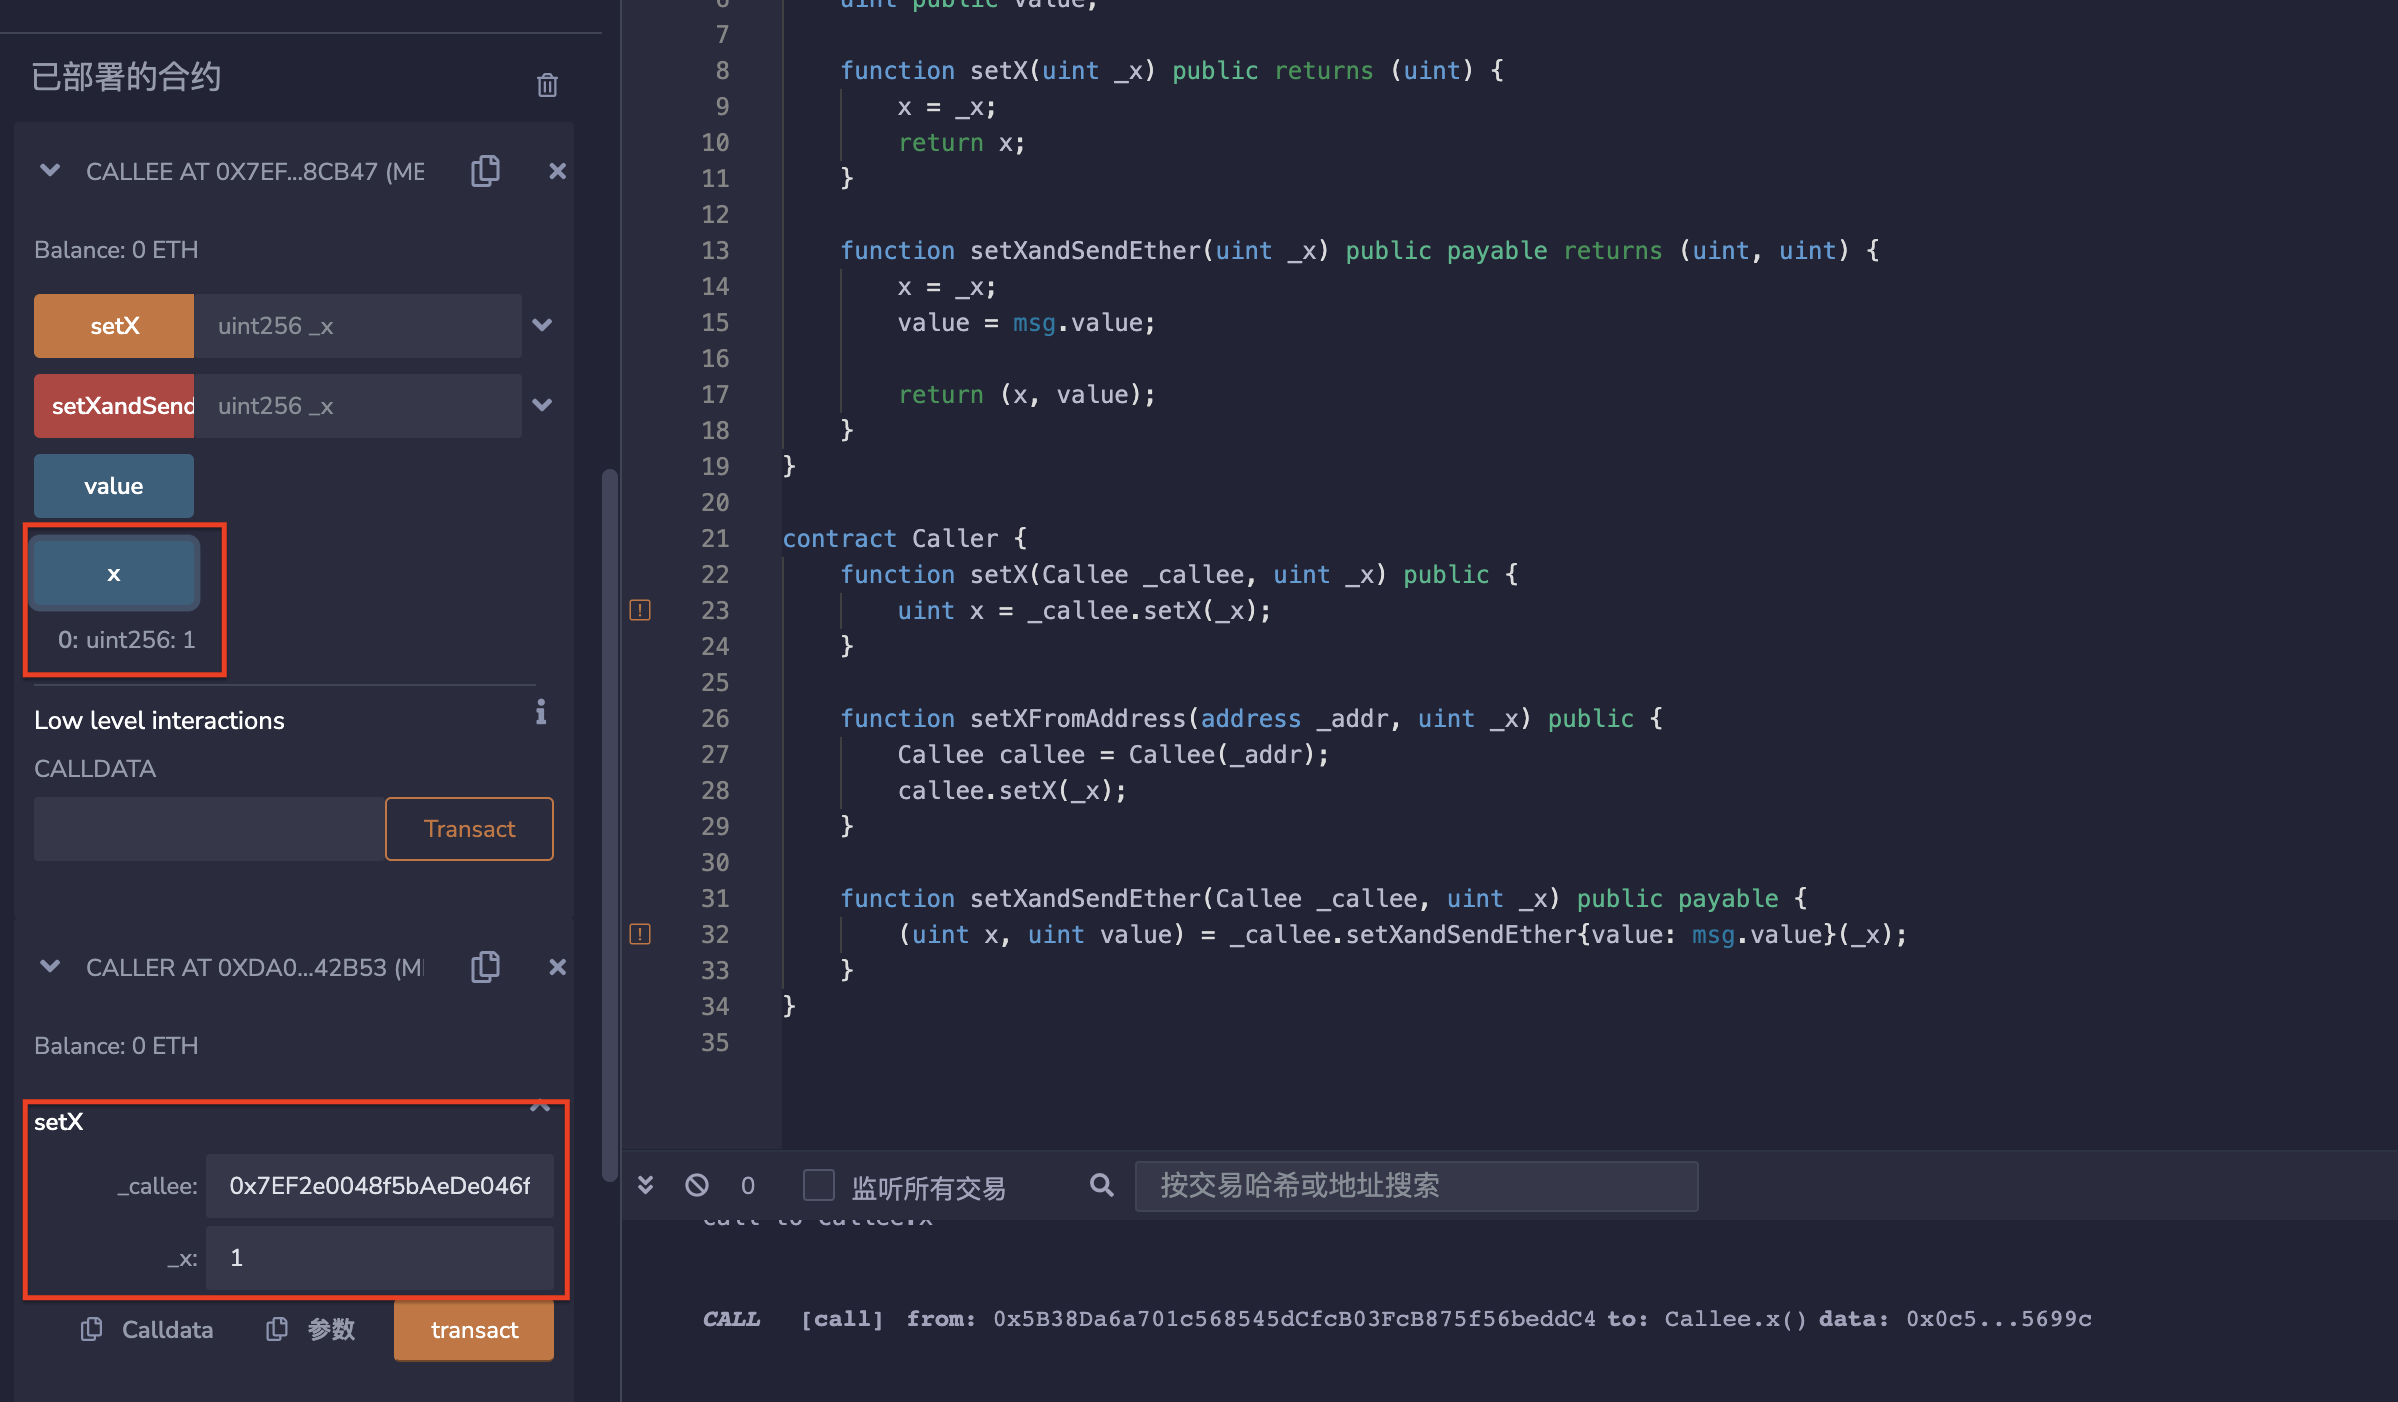 已部署的合约
CALLEE AT 0X7EF...8CB47 (ME
Balance: 0 ETH
setX
uint256 _x
setXandSend
uint256 _x
value
x
0: uint256: 1
Low level interactions
i
CALLDATA
Transact
CALLER AT 0XDA0...42B53 (M
Balance: 0 ETH
setX
_callee:
0x7EF2e0048f5bAeDe046f
_x:
1
Calldata
参数
transact
6 uint public value;
7
8 function setX(uint _x) public returns (uint) {
9 x = _x;
10 return x;
11 }
12
13 function setXandSendEther(uint _x) public payable returns (uint, uint) {
14 x = _x;
15 value = msg.value;
16
17 return (x, value);
18 }
19 }
20
21 contract Caller {
22 function setX(Callee _callee, uint _x) public {
23 uint x = _callee.setX(_x);
24 }
25
26 function setXFromAddress(address _addr, uint _x) public {
27 Callee callee = Callee(_addr);
28 callee.setX(_x);
29 }
30
31 function setXandSendEther(Callee _callee, uint _x) public payable {
32 (uint x, uint value) = _callee.setXandSendEther{value: msg.value}(_x);
33 }
34 }
35
0
监听所有交易
按交易哈希或地址搜索
call to Callee.x
CALL [call] from: 0x5B38Da6a701c568545dCfcB03FcB875f56beddC4 to: Callee.x() data: 0x0c5...5699c